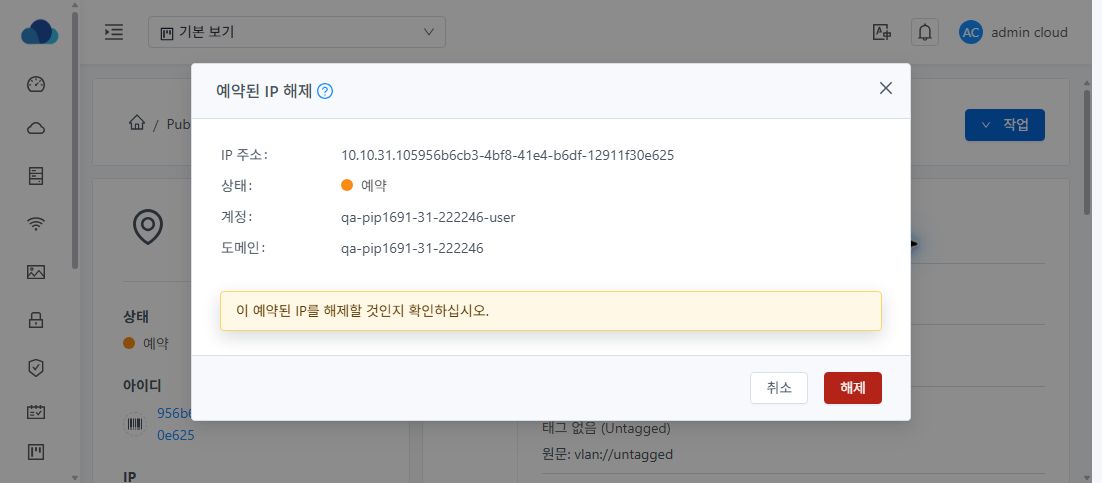 기본 보기
AC admin cloud
예약된 IP 해제
/ Pub
작업
IP 주소: 10.10.31.105956b6cb3-4bf8-41e4-b6df-12911f30e625
상태: 예약
계정: qa-pip1691-31-222246-user
도메인: qa-pip1691-31-222246
이 예약된 IP를 해제할 것인지 확인하십시오.
취소 해제
상태
예약
아이디
956b6
0e625
IP
태그 없음 (Untagged)
원문: vlan://untagged